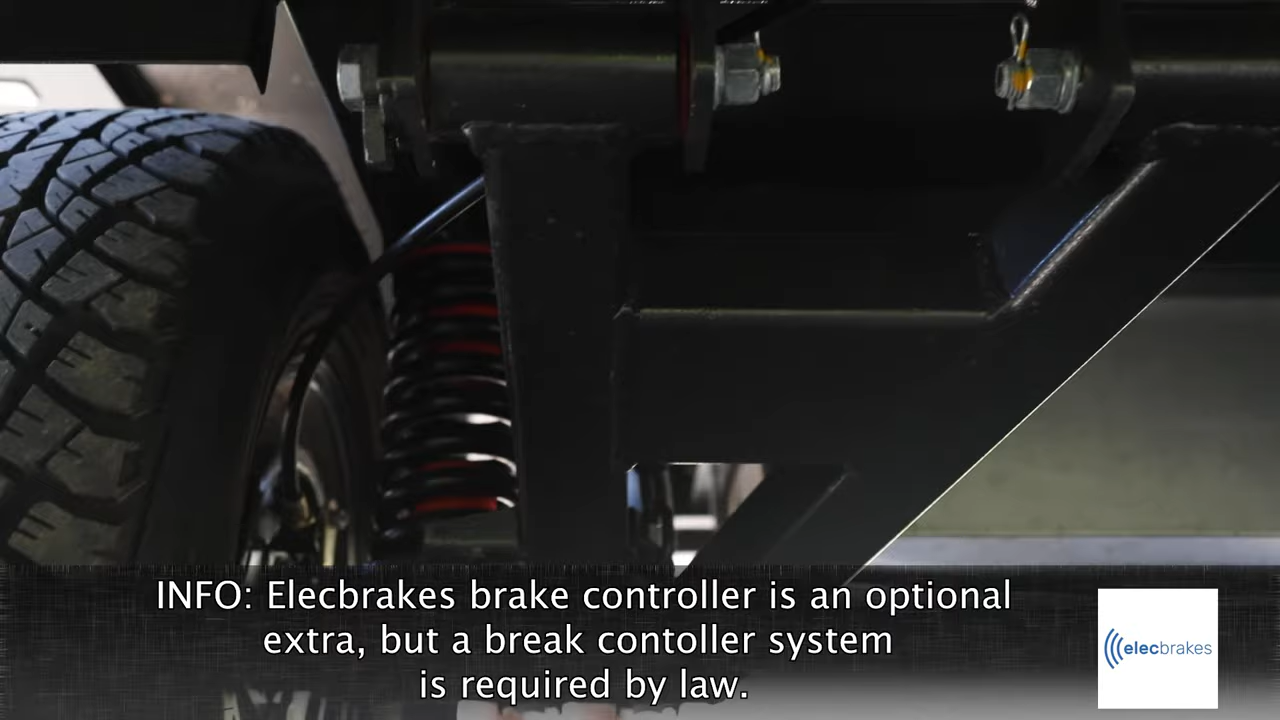 INFO: Elecbrakes brake controller is an optional
extra, but a break contoller system
is required by law.
elecbrakes